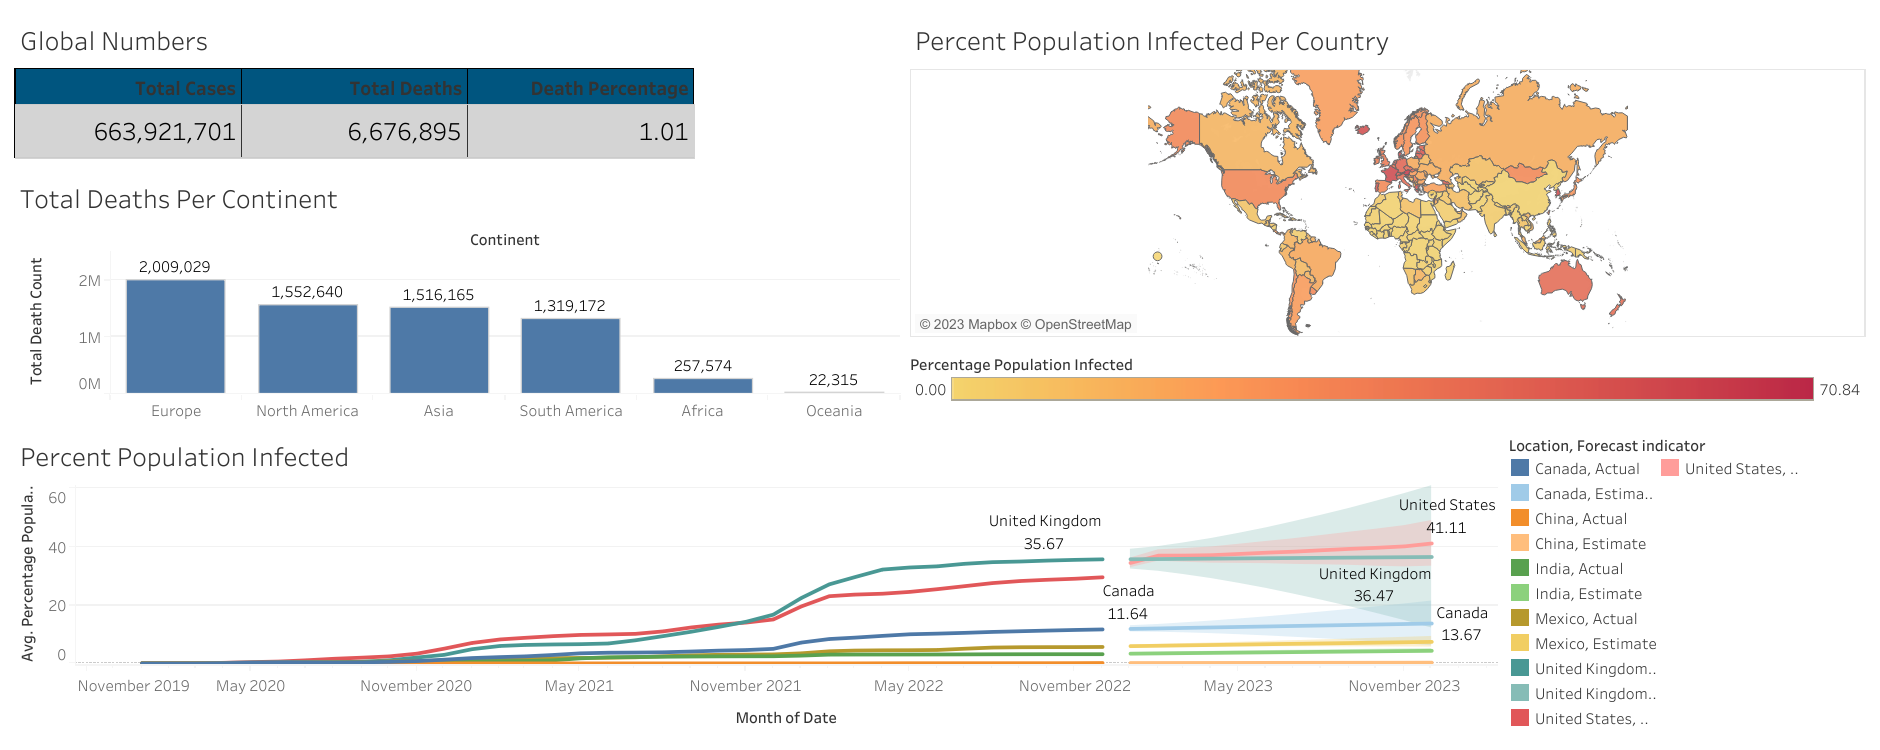 Global Numbers
Total Cases Total Deaths Death Percentage
663,921,701 6,676,895 1.01
Total Deaths Per Continent
Continent
Total Death Count
2M
1M
0M
2,009,029
1,552,640
1,516,165
1,319,172
257,574
22,315
Europe North America Asia South America Africa Oceania
Percent Population Infected Per Country
© 2023 Mapbox © OpenStreetMap
Percentage Population Infected
0.00 70.84
Percent Population Infected
Avg. Percentage Popula..
60
40
20
0
United Kingdom
35.67
Canada
11.64
United States
41.11
United Kingdom
36.47
Canada
13.67
November 2019 May 2020 November 2020 May 2021 November 2021 May 2022 November 2022 May 2023 November 2023
Month of Date
Location, Forecast indicator
Canada, Actual
Canada, Estima..
China, Actual
China, Estimate
India, Actual
India, Estimate
Mexico, Actual
Mexico, Estimate
United Kingdom..
United Kingdom..
United States, ..
United States, ..